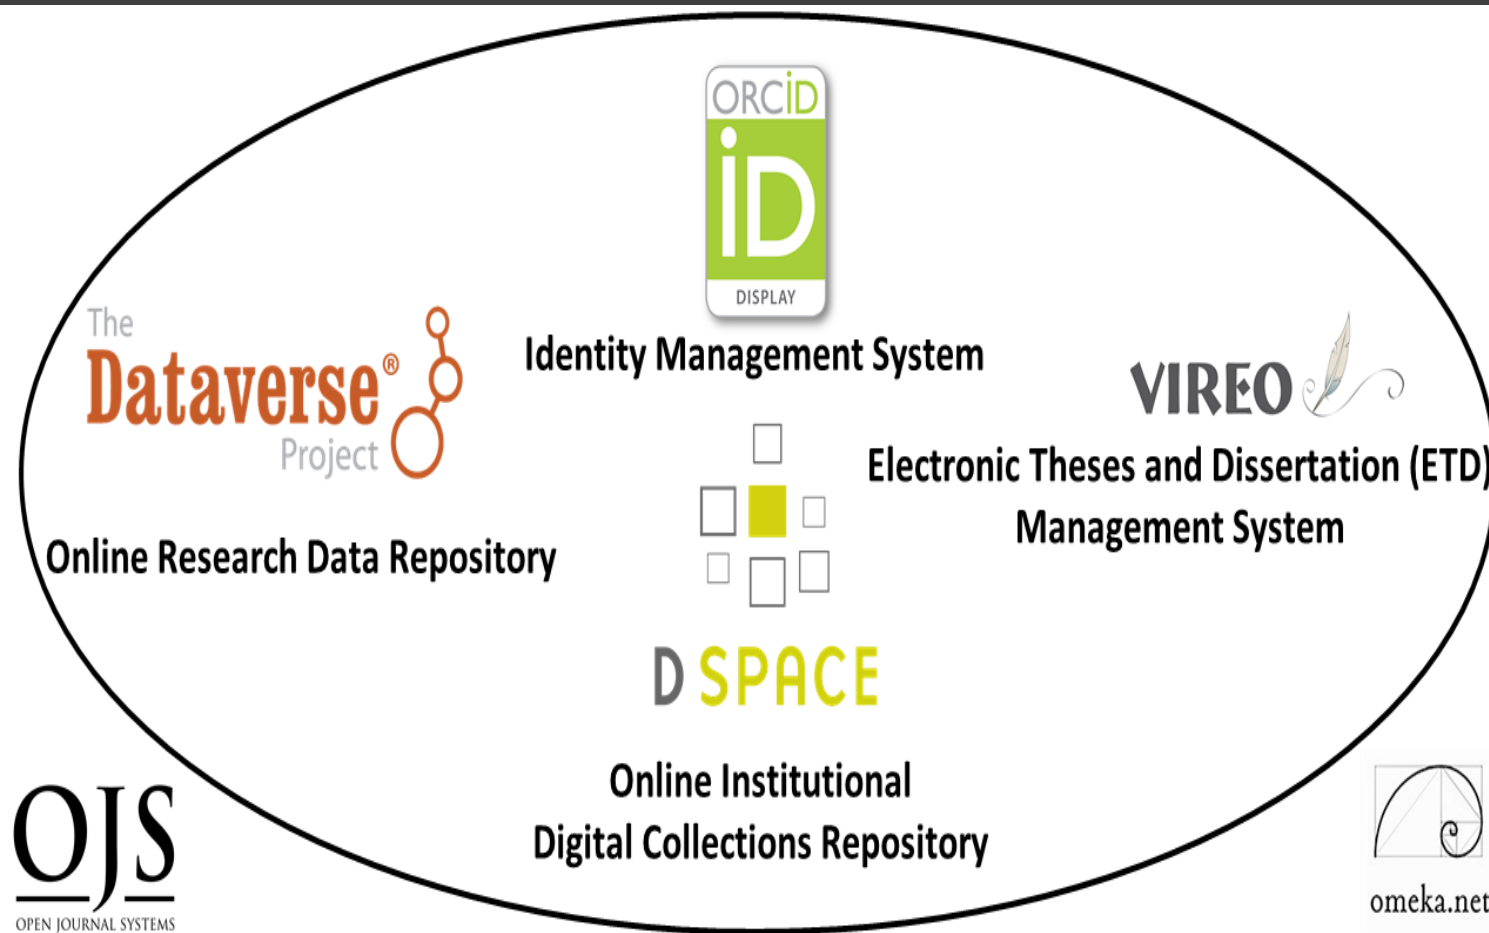 ORCID
iD
DISPLAY
Identity Management System
The
Dataverse®
Project
Online Research Data Repository
VIREO
Electronic Theses and Dissertation (ETD)
Management System
D SPACE
Online Institutional
Digital Collections Repository
OJS
OPEN JOURNAL SYSTEMS
omeka.net